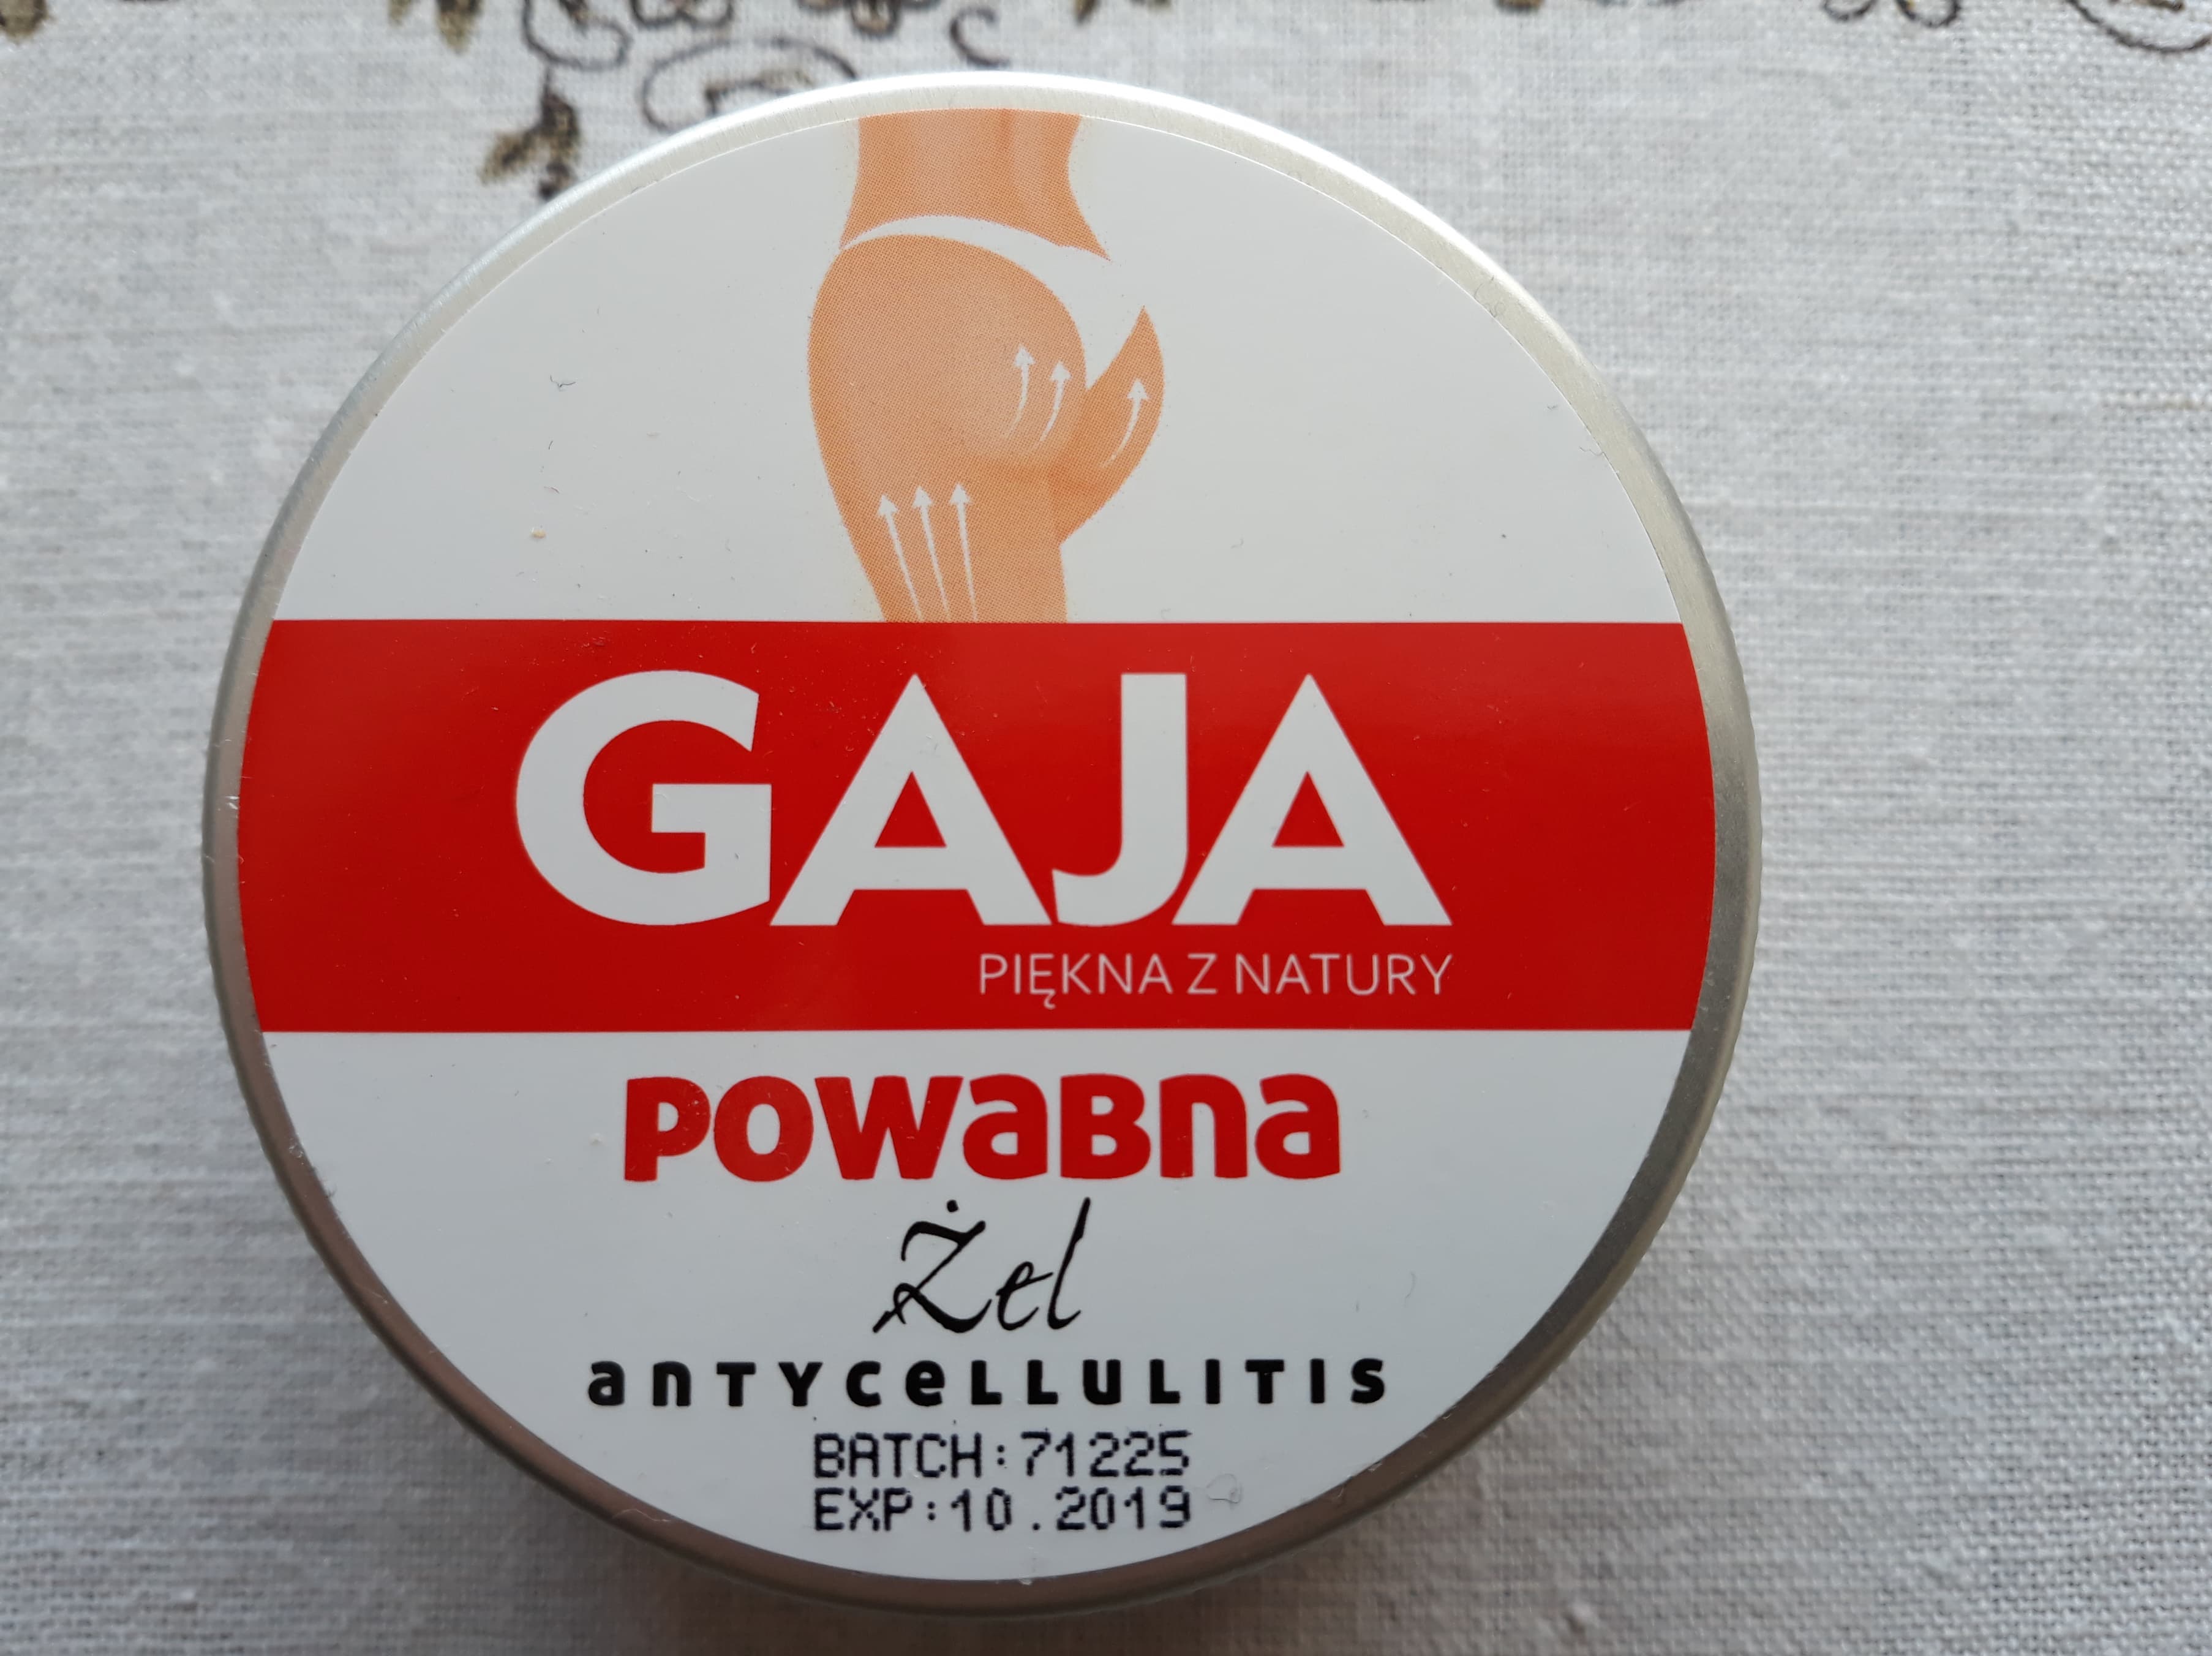 GAJA
PIĘKNA Z NATURY
POWABNA
Żel
ANTYCELLULITIS
BATCH:71225
EXP:10.2019